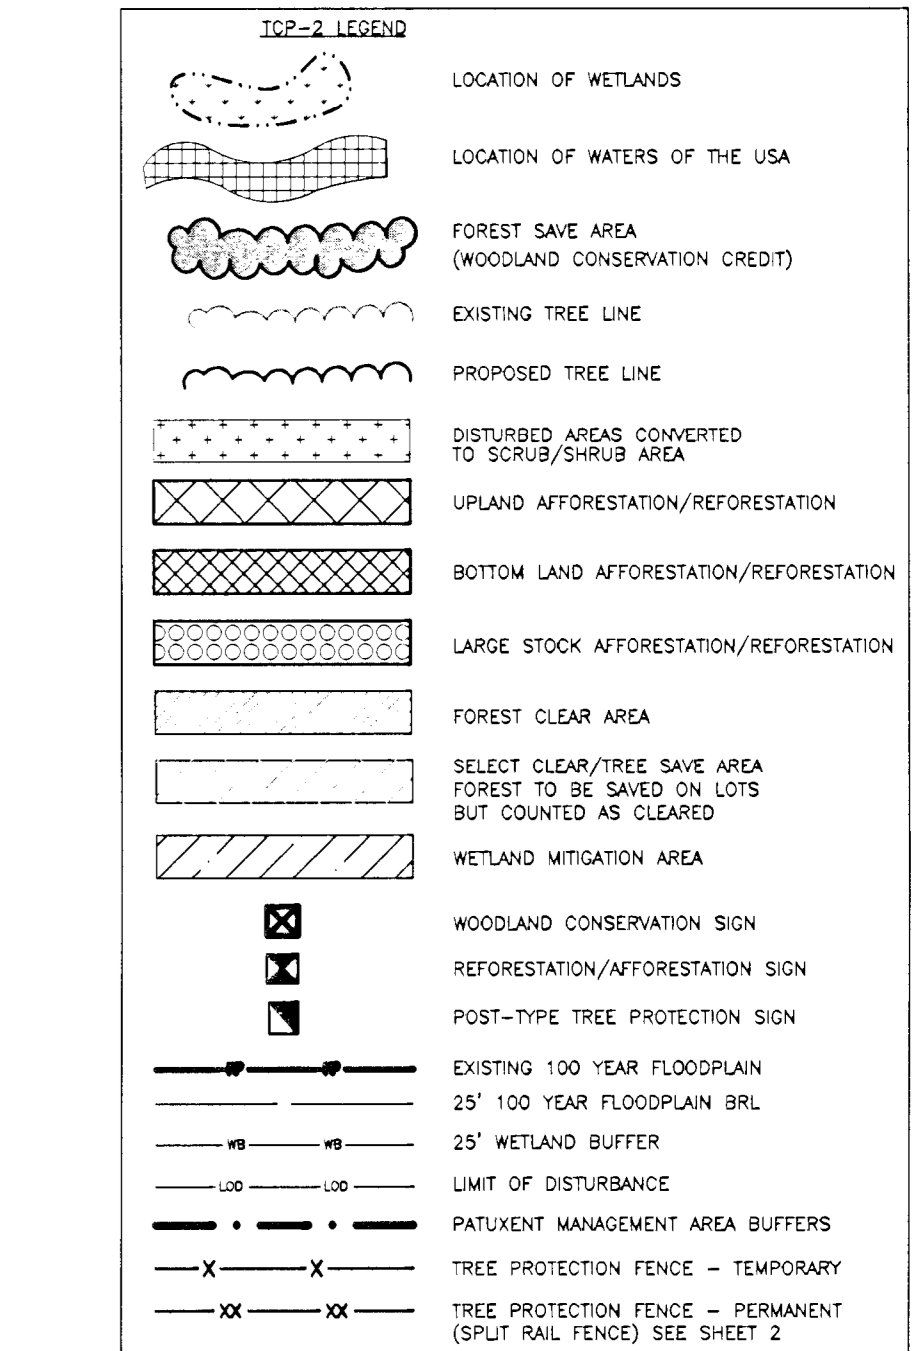 TCP-2 LEGEND
LOCATION OF WETLANDS
LOCATION OF WATERS OF THE USA
FOREST SAVE AREA
(WOODLAND CONSERVATION CREDIT)
EXISTING TREE LINE
PROPOSED TREE LINE
DISTURBED AREAS CONVERTED
TO SCRUB/SHRUB AREA
UPLAND AFFORESTATION/REFORESTATION
BOTTOM LAND AFFORESTATION/REFORESTATION
LARGE STOCK AFFORESTATION/REFORESTATION
FOREST CLEAR AREA
SELECT CLEAR/TREE SAVE AREA
FOREST TO BE SAVED ON LOTS
BUT COUNTED AS CLEARED
WETLAND MITIGATION AREA
WOODLAND CONSERVATION SIGN
REFORESTATION/AFFORESTATION SIGN
POST-TYPE TREE PROTECTION SIGN
EXISTING 100 YEAR FLOODPLAIN
25' 100 YEAR FLOODPLAIN BRL
WB WB 25' WETLAND BUFFER
LOD LOD LIMIT OF DISTURBANCE
PATUXENT MANAGEMENT AREA BUFFERS
X X TREE PROTECTION FENCE - TEMPORARY
XX XX TREE PROTECTION FENCE - PERMANENT
(SPLIT RAIL FENCE) SEE SHEET 2